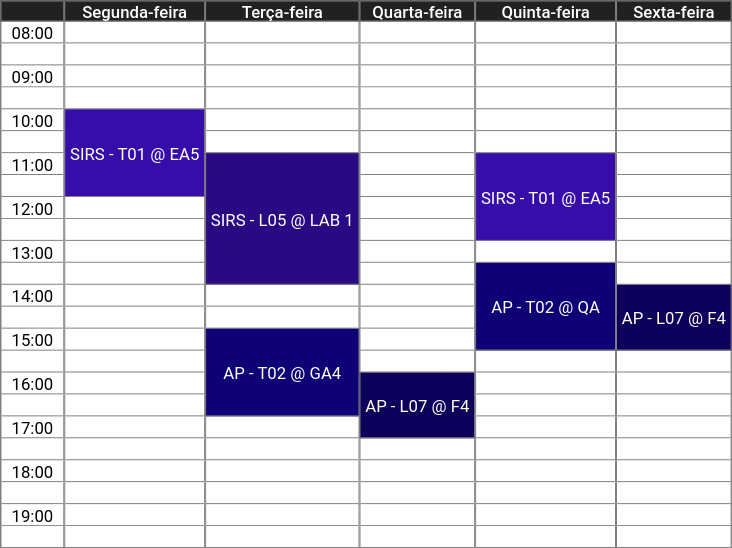 Segunda-feira Terça-feira Quarta-feira Quinta-feira Sexta-feira
08:00
09:00
10:00
SIRS - T01 @ EA5
11:00
SIRS - T01 @ EA5
12:00
SIRS - L05 @ LAB 1
13:00
14:00
AP - T02 @ QA
AP - L07 @ F4
15:00
AP - T02 @ GA4
16:00
AP - L07 @ F4
17:00
18:00
19:00